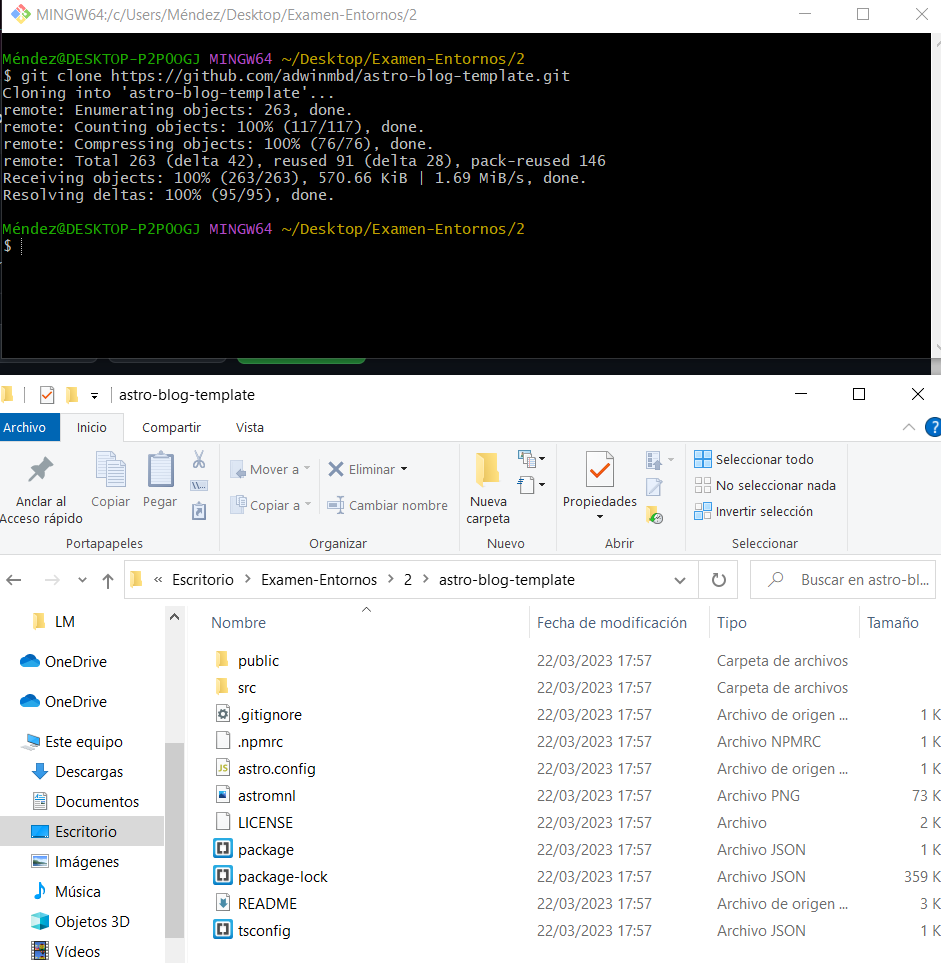 MINGW64:/c/Users/Méndez/Desktop/Examen-Entornos/2
Méndez@DESKTOP-P2POOGJ MINGW64 ~/Desktop/Examen-Entornos/2
$ git clone https://github.com/adwinmbd/astro-blog-template.git
Cloning into 'astro-blog-template'...
remote: Enumerating objects: 263, done.
remote: Counting objects: 100% (117/117), done.
remote: Compressing objects: 100% (76/76), done.
remote: Total 263 (delta 42), reused 91 (delta 28), pack-reused 146
Receiving objects: 100% (263/263), 570.66 KiB | 1.69 MiB/s, done.
Resolving deltas: 100% (95/95), done.
Méndez@DESKTOP-P2POOGJ MINGW64 ~/Desktop/Examen-Entornos/2
$
astro-blog-template
Archivo Inicio Compartir Vista
Anclar al Acceso rápido
Copiar
Pegar
Portapapeles
Mover a
Copiar a
Eliminar
Cambiar nombre
Organizar
Nueva carpeta
Nuevo
Propiedades
Abrir
Seleccionar todo
No seleccionar nada
Invertir selección
Seleccionar
« Escritorio > Examen-Entornos > 2 > astro-blog-template
Buscar en astro-bl...
LM
OneDrive
OneDrive
Este equipo
Descargas
Documentos
Escritorio
Imágenes
Música
Objetos 3D
Vídeos
Nombre Fecha de modificación Tipo Tamaño
public 22/03/2023 17:57 Carpeta de archivos
src 22/03/2023 17:57 Carpeta de archivos
.gitignore 22/03/2023 17:57 Archivo de origen ... 1 K
.npmrc 22/03/2023 17:57 Archivo NPMRC 1 K
astro.config 22/03/2023 17:57 Archivo de origen ... 1 K
astromnl 22/03/2023 17:57 Archivo PNG 73 K
LICENSE 22/03/2023 17:57 Archivo 2 K
package 22/03/2023 17:57 Archivo JSON 1 K
package-lock 22/03/2023 17:57 Archivo JSON 359 K
README 22/03/2023 17:57 Archivo de origen ... 3 K
tsconfig 22/03/2023 17:57 Archivo JSON 1 K